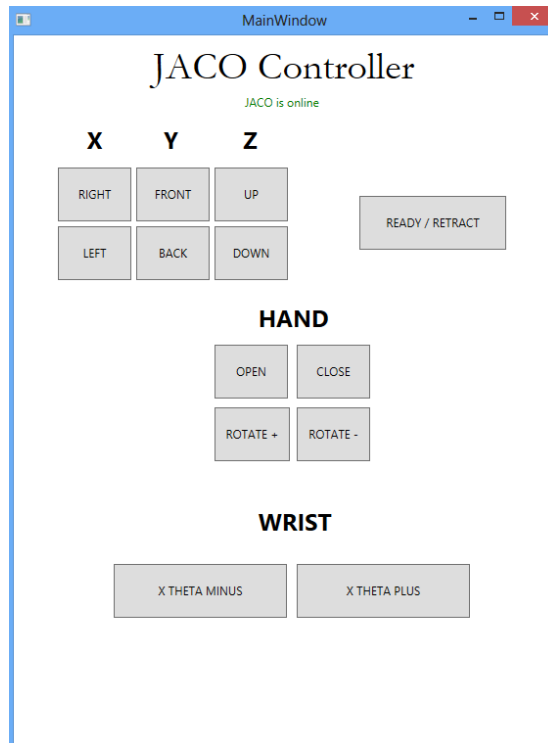 MainWindow
JACO Controller
JACO is online
X Y Z
RIGHT FRONT UP
READY / RETRACT
LEFT BACK DOWN
HAND
OPEN CLOSE
ROTATE + ROTATE -
WRIST
X THETA MINUS X THETA PLUS